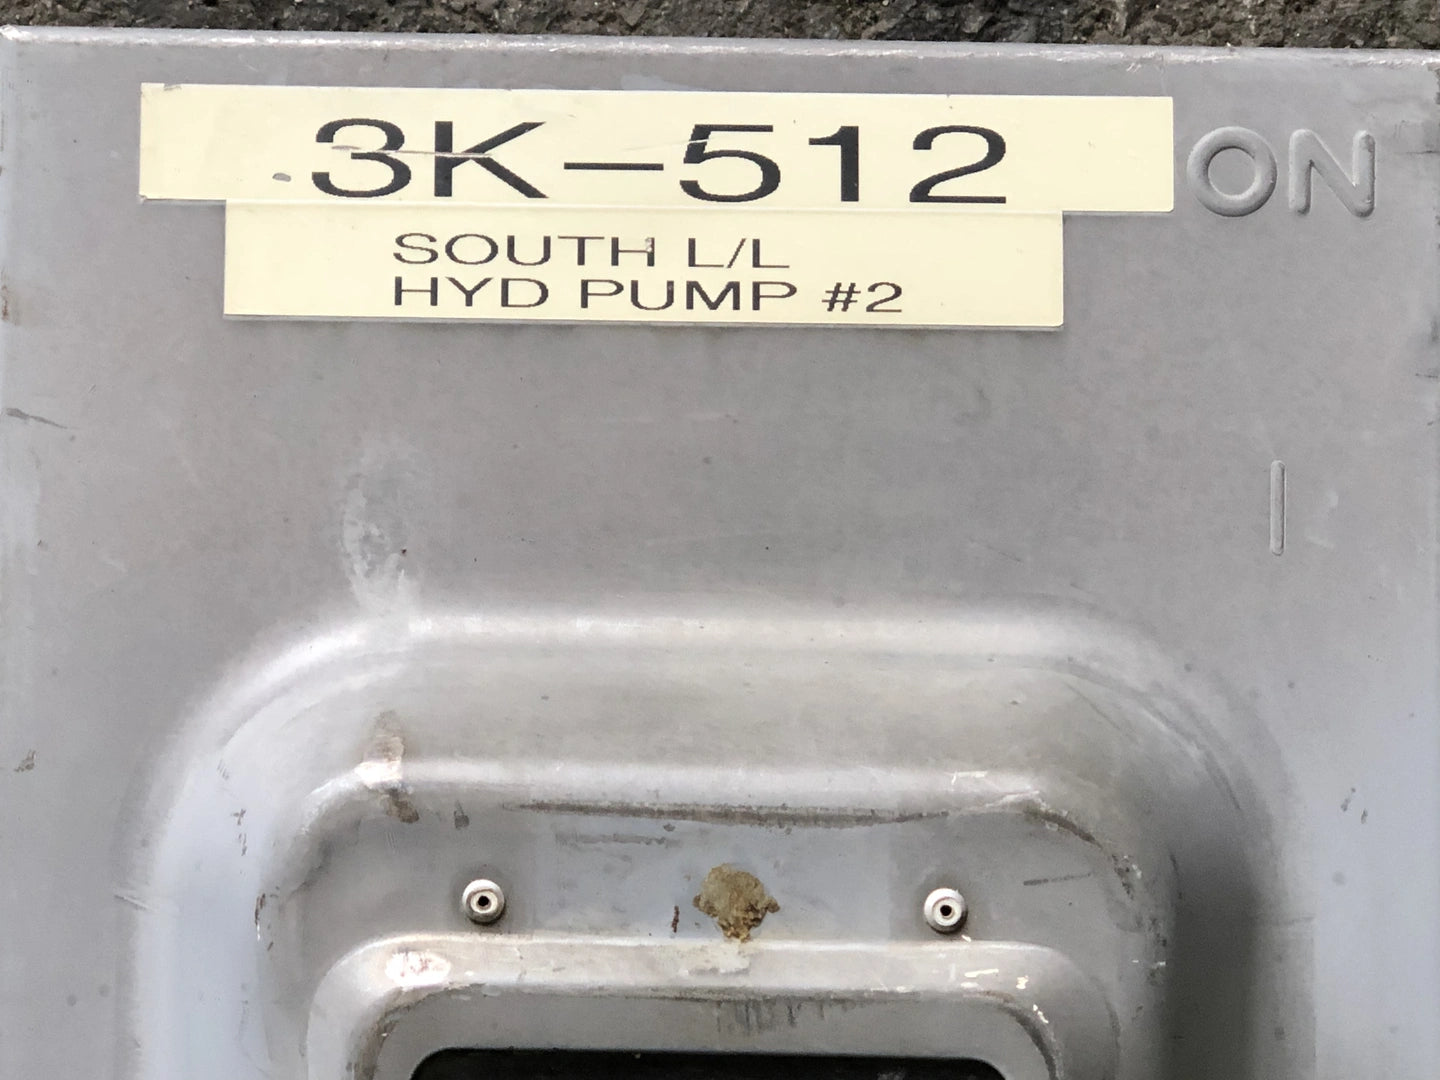 3K-512
ON
SOUTH L/L
HYD PUMP #2
I